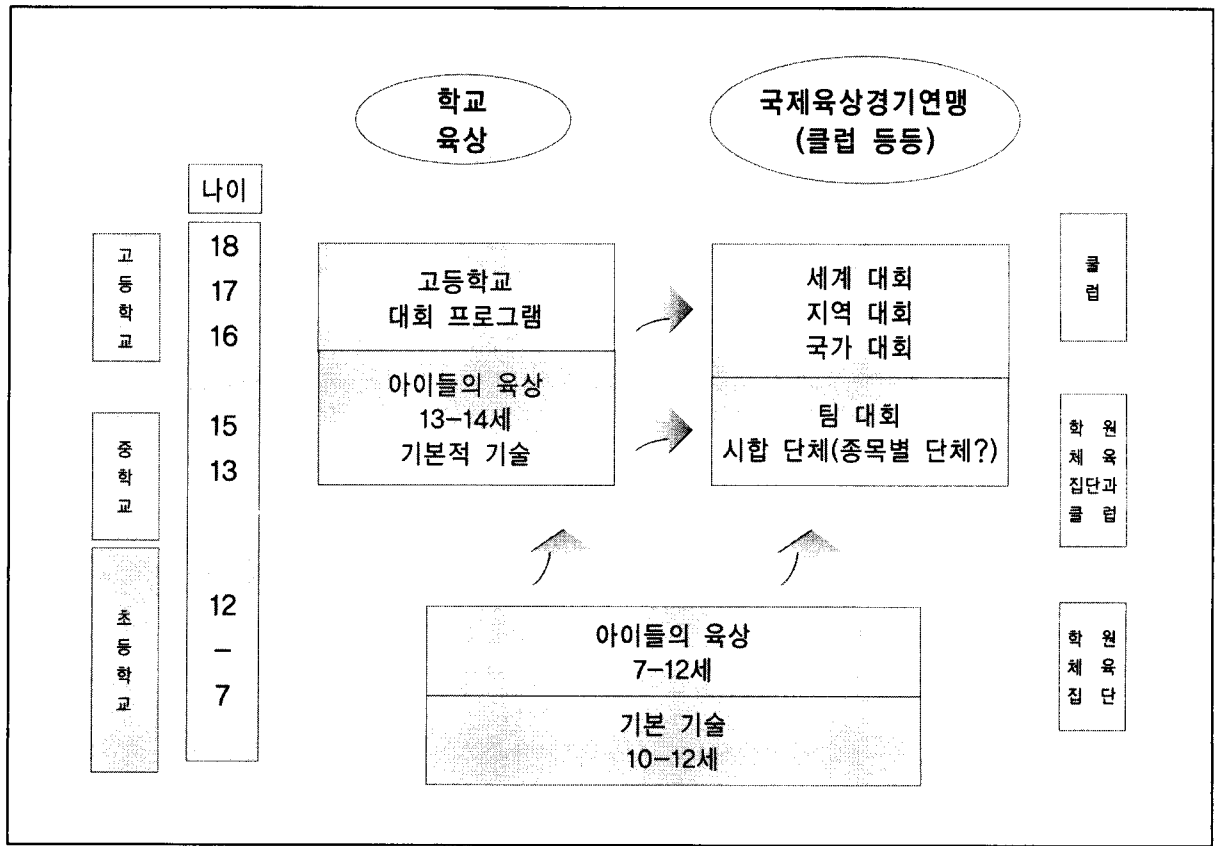 학교
육상
국제육상경기연맹
(클럽 등등)
나이
고
등
학
교
18
17
16
중
학
교
15
13
초
등
학
교
12
–
7
고등학교
대회 프로그램
아이들의 육상
13–14세
기본적 기술
세계 대회
지역 대회
국가 대회
팀 대회
시합 단체(종목별 단체?)
아이들의 육상
7–12세
기본 기술
10–12세
쿨
럽
학 원
체 육
집단과
클 럽
학 원
체 육
집 단